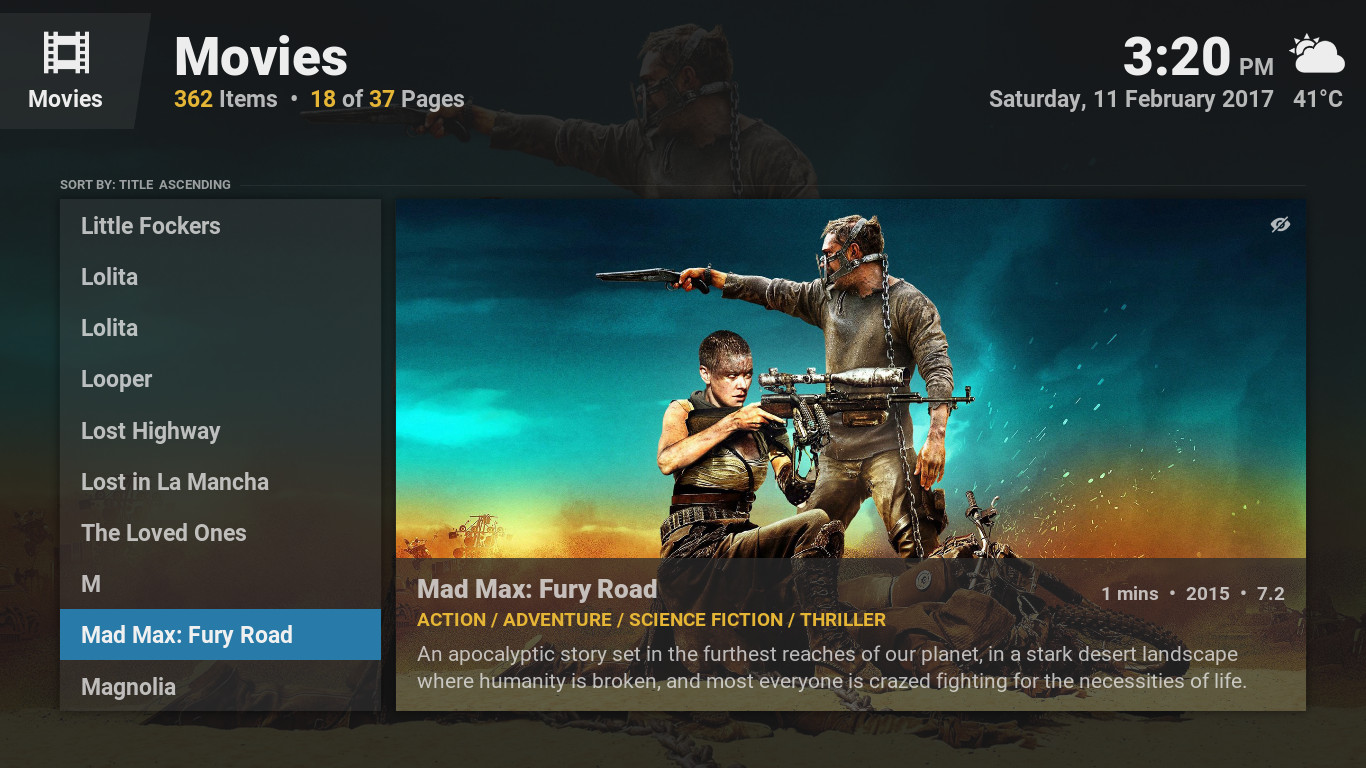 Movies
Movies
362 Items • 18 of 37 Pages
3:20 PM
Saturday, 11 February 2017 41°C
SORT BY: TITLE ASCENDING
Little Fockers
Lolita
Lolita
Looper
Lost Highway
Lost in La Mancha
The Loved Ones
M
Mad Max: Fury Road
Magnolia
Mad Max: Fury Road
1 mins • 2015 • 7.2
ACTION / ADVENTURE / SCIENCE FICTION / THRILLER
An apocalyptic story set in the furthest reaches of our planet, in a stark desert landscape
where humanity is broken, and most everyone is crazed fighting for the necessities of life.